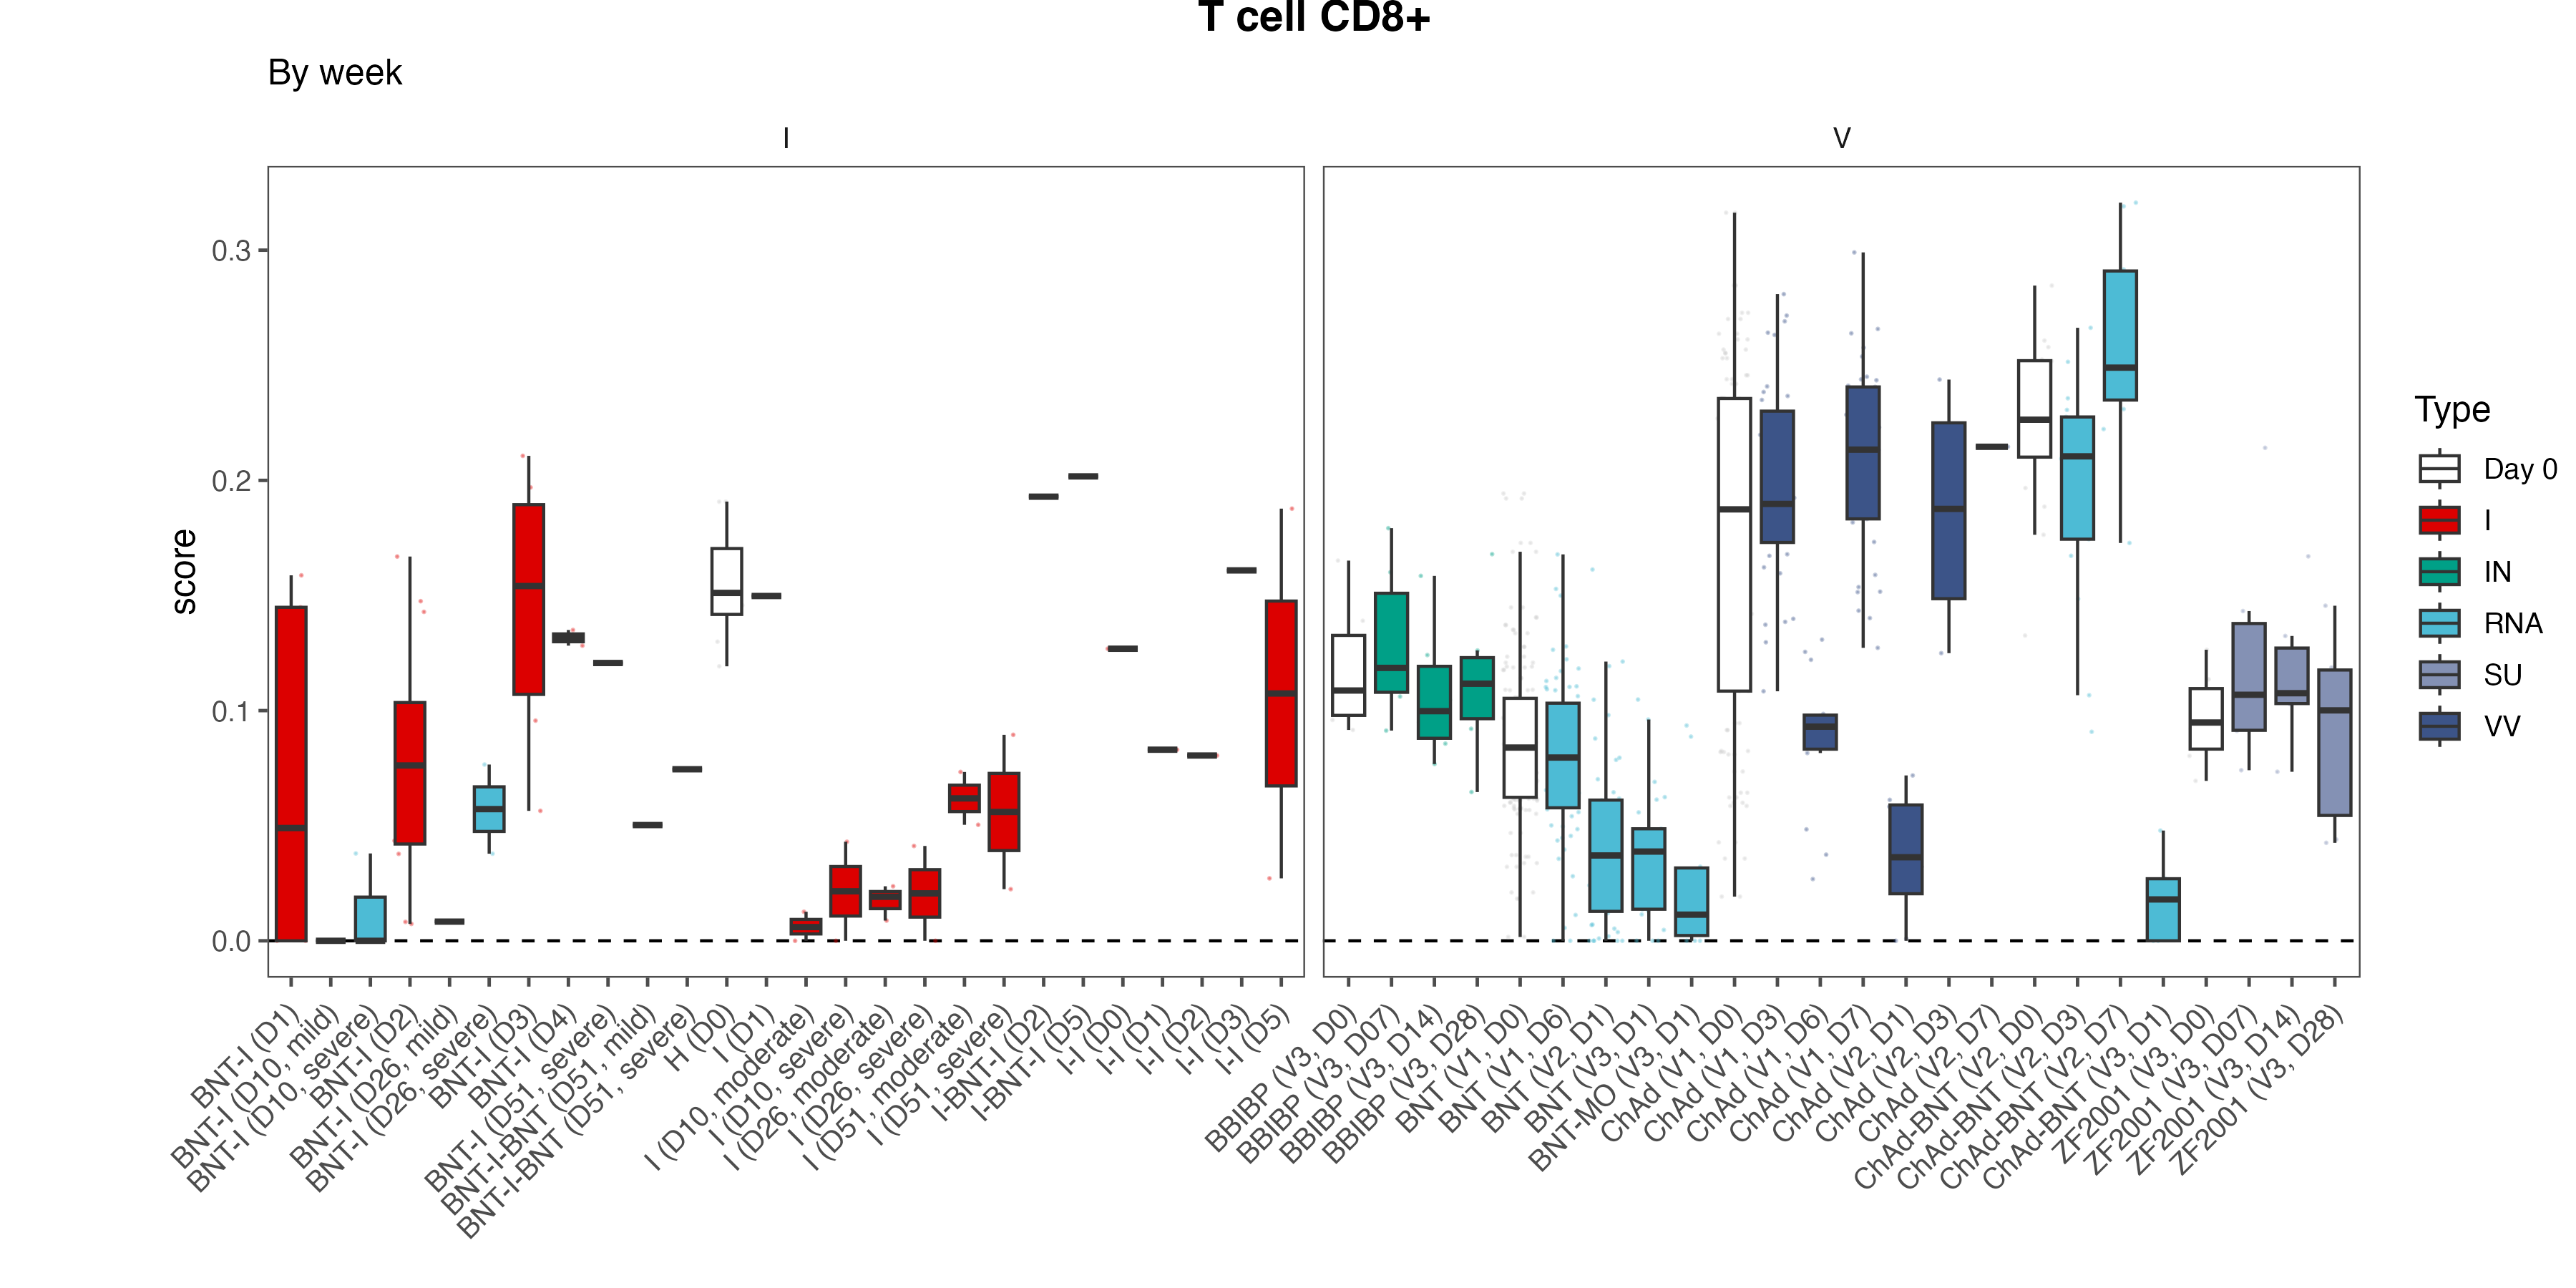 T cell CD8+
By week
I
V
score
0.3
0.2
0.1
0.0
BNT-I (D1)
BNT-I (D10, mild)
BNT-I (D10, severe)
BNT-I (D2)
BNT-I (D26, mild)
BNT-I (D26, severe)
BNT-I (D3)
BNT-I (D4)
BNT-I (D51, severe)
BNT-I-BNT (D51, mild)
BNT-I-BNT (D51, severe)
H (D0)
I (D1)
I (D10, moderate)
I (D10, severe)
I (D26, moderate)
I (D26, severe)
I (D51, moderate)
I (D51, severe)
I-BNT-I (D2)
I-BNT-I (D5)
I-I (D0)
I-I (D1)
I-I (D2)
I-I (D3)
I-I (D5)
BBIBP (V3, D0)
BBIBP (V3, D07)
BBIBP (V3, D14)
BBIBP (V3, D28)
BNT (V1, D0)
BNT (V1, D6)
BNT (V2, D1)
BNT (V3, D1)
BNT-MO (V3, D1)
ChAd (V1, D0)
ChAd (V1, D3)
ChAd (V1, D6)
ChAd (V1, D7)
ChAd (V2, D1)
ChAd (V2, D3)
ChAd (V2, D7)
ChAd-BNT (V2, D0)
ChAd-BNT (V2, D3)
ChAd-BNT (V2, D7)
ChAd-BNT (V3, D1)
ZF2001 (V3, D0)
ZF2001 (V3, D07)
ZF2001 (V3, D14)
ZF2001 (V3, D28)
Type
Day 0
I
IN
RNA
SU
VV